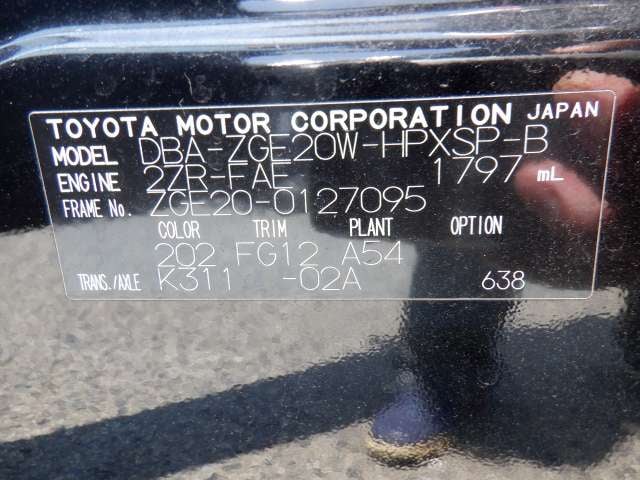 TOYOTA MOTOR CORPORATION JAPAN
MODEL DBA-ZGE20W-HPXSP-B
ENGINE 2ZR-FAE 1797 mL
FRAME No. ZGE20-0127095
COLOR TRIM PLANT OPTION
202 FG12 A54
TRANS./AXLE K311 -02A 638